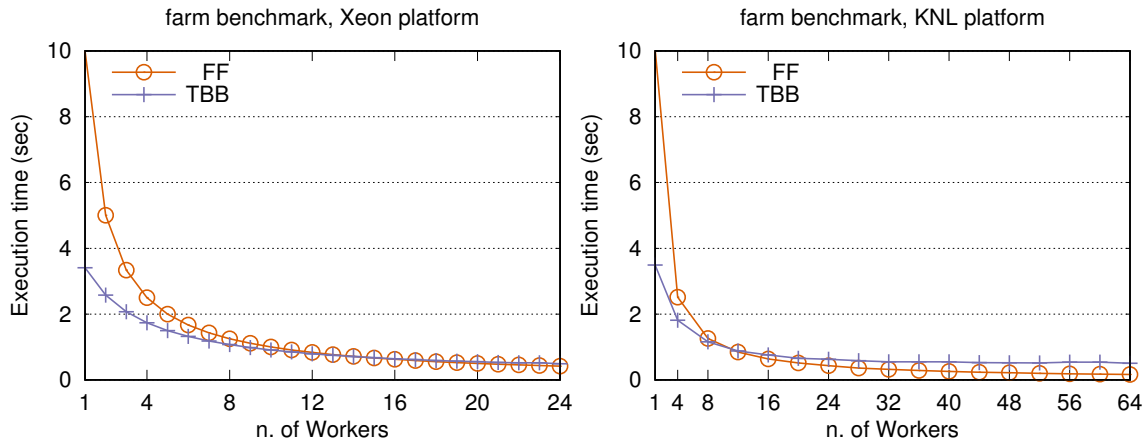 farm benchmark, Xeon platform
10
8
6
4
2
0
Execution time (sec)
FF
TBB
1 4 8 12 16 20 24
n. of Workers
farm benchmark, KNL platform
10
8
6
4
2
0
Execution time (sec)
FF
TBB
1 4 8 16 24 32 40 48 56 64
n. of Workers